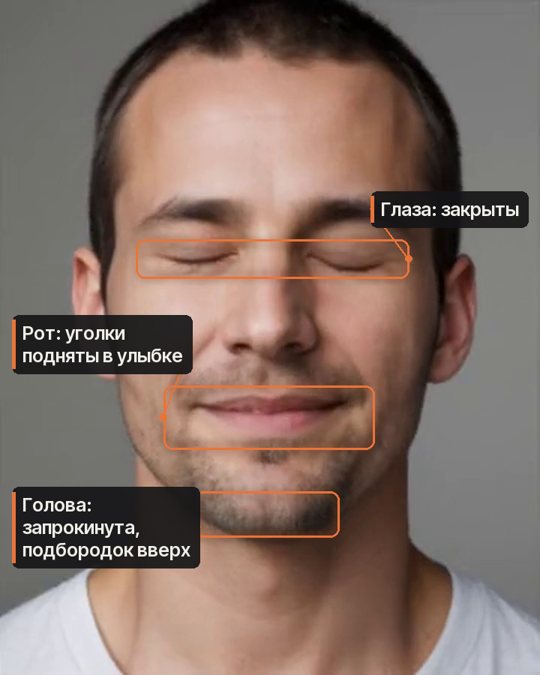 Глаза: закрыты
Рот: уголки
подняты в улыбке
Голова:
запрокинута,
подбородок вверх